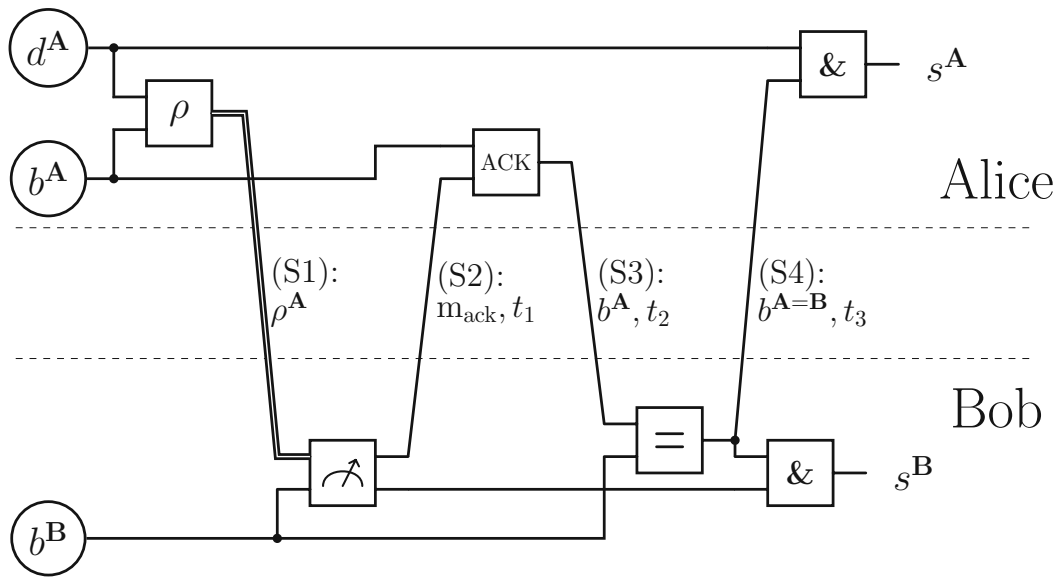 d^A
&
s^A
ρ
b^A
ACK
Alice
(S1):
ρ^A
(S2):
m_ack, t_1
(S3):
b^A, t_2
(S4):
b^{A=B}, t_3
Bob
=
&
s^B
b^B